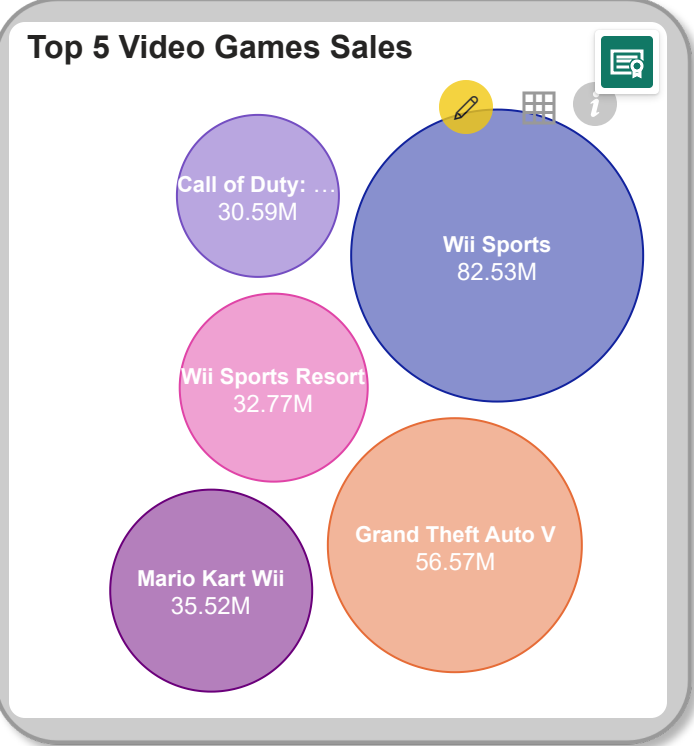 Top 5 Video Games Sales
i
Call of Duty: …
30.59M
Wii Sports
82.53M
Wii Sports Resort
32.77M
Grand Theft Auto V
56.57M
Mario Kart Wii
35.52M